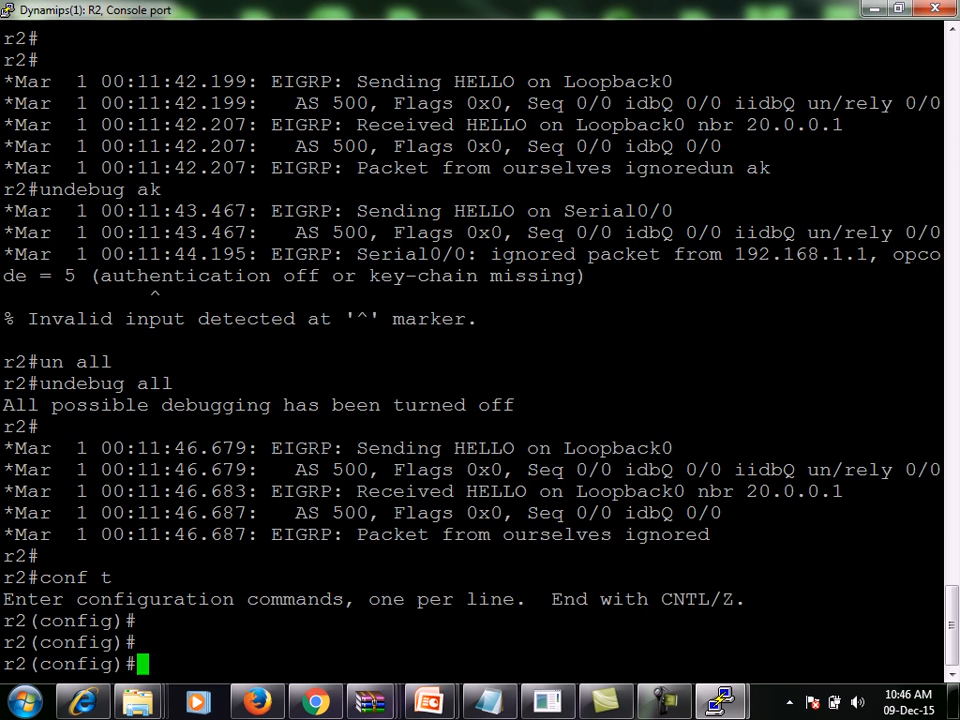 Dynamips(1): R2, Console port
r2#
r2#
*Mar  1 00:11:42.199: EIGRP: Sending HELLO on Loopback0
*Mar  1 00:11:42.199:   AS 500, Flags 0x0, Seq 0/0 idbQ 0/0 iidbQ un/rely 0/0
*Mar  1 00:11:42.207: EIGRP: Received HELLO on Loopback0 nbr 20.0.0.1
*Mar  1 00:11:42.207:   AS 500, Flags 0x0, Seq 0/0 idbQ 0/0
*Mar  1 00:11:42.207: EIGRP: Packet from ourselves ignoredun ak
r2#undebug ak
*Mar  1 00:11:43.467: EIGRP: Sending HELLO on Serial0/0
*Mar  1 00:11:43.467:   AS 500, Flags 0x0, Seq 0/0 idbQ 0/0 iidbQ un/rely 0/0
*Mar  1 00:11:44.195: EIGRP: Serial0/0: ignored packet from 192.168.1.1, opco
de = 5 (authentication off or key-chain missing)
^
% Invalid input detected at '^' marker.
r2#un all
r2#undebug all
All possible debugging has been turned off
r2#
*Mar  1 00:11:46.679: EIGRP: Sending HELLO on Loopback0
*Mar  1 00:11:46.679:   AS 500, Flags 0x0, Seq 0/0 idbQ 0/0 iidbQ un/rely 0/0
*Mar  1 00:11:46.683: EIGRP: Received HELLO on Loopback0 nbr 20.0.0.1
*Mar  1 00:11:46.687:   AS 500, Flags 0x0, Seq 0/0 idbQ 0/0
*Mar  1 00:11:46.687: EIGRP: Packet from ourselves ignored
r2#
r2#conf t
Enter configuration commands, one per line.  End with CNTL/Z.
r2(config)#
r2(config)#
r2(config)#
10:46 AM
09-Dec-15